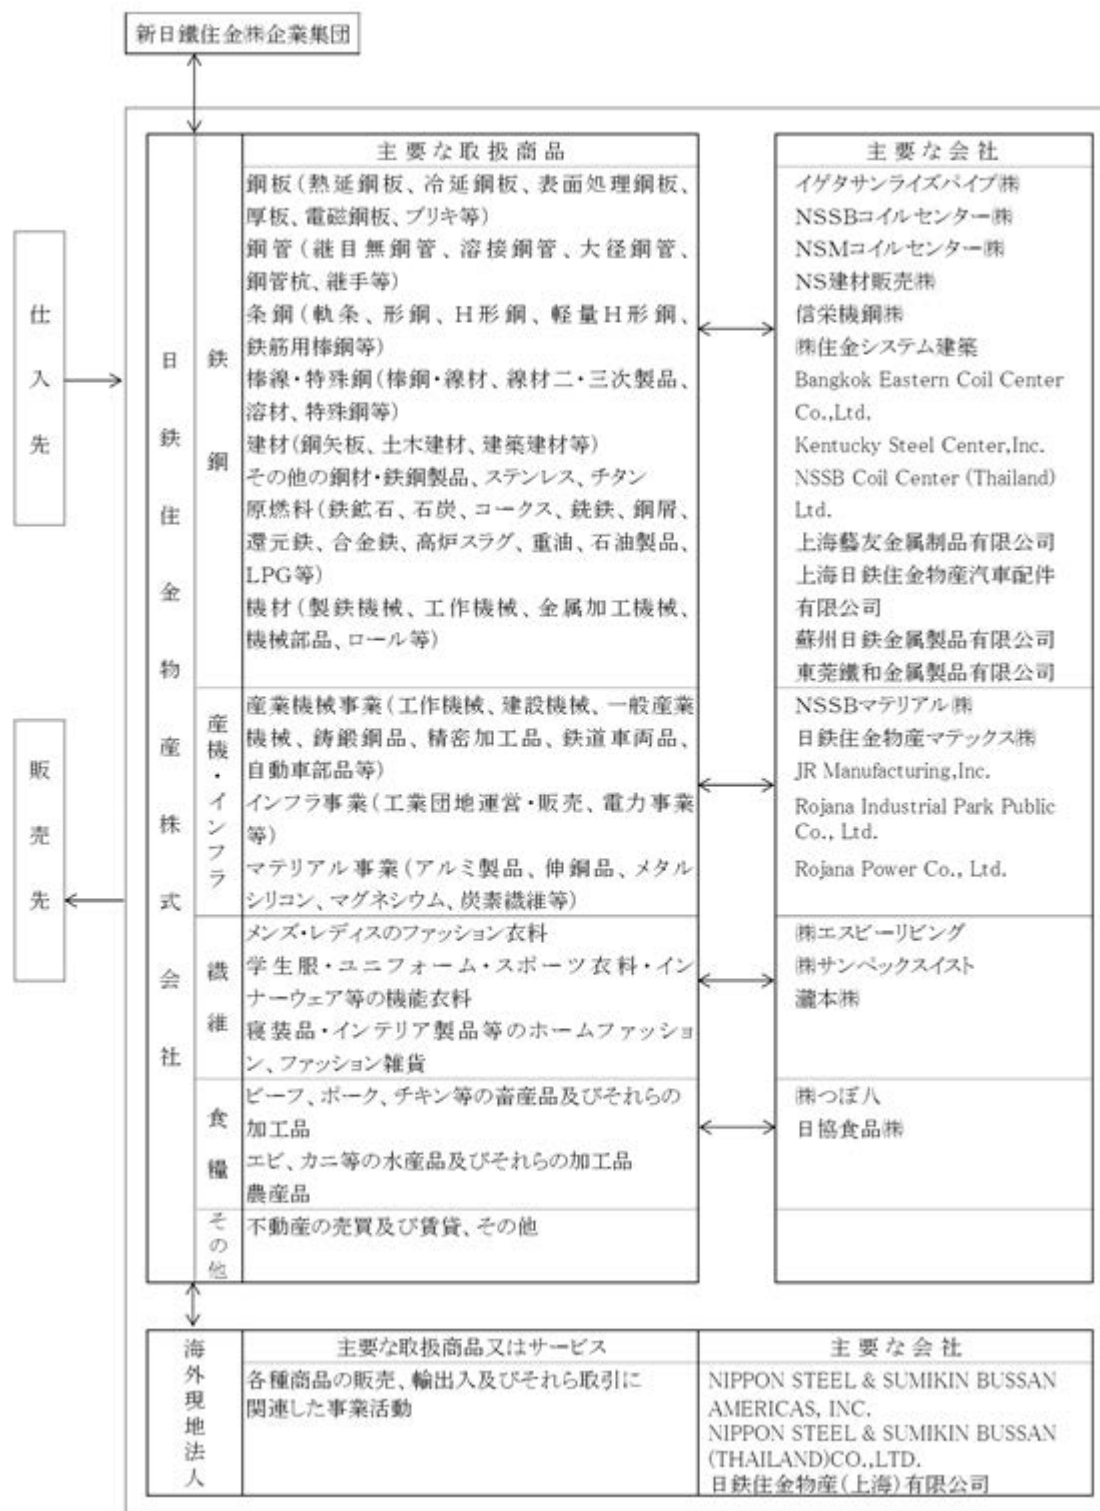 新日鐵住金㈱企業集団
仕入先
販売先
日鉄住金物産株式会社
鉄鋼
主要な取扱商品
鋼板(熱延鋼板、冷延鋼板、表面処理鋼板、
厚板、電磁鋼板、ブリキ等)
鋼管(継目無鋼管、溶接鋼管、大径鋼管、
鋼管杭、継手等)
条鋼(軌条、形鋼、H形鋼、軽量H形鋼、
鉄筋用棒鋼等)
棒線・特殊鋼(棒鋼・線材、線材二・三次製品、
溶材、特殊鋼等)
建材(鋼矢板、土木建材、建築建材等)
その他の鋼材・鉄鋼製品、ステンレス、チタン
原燃料(鉄鉱石、石炭、コークス、銑鉄、鋼屑、
還元鉄、合金鉄、高炉スラグ、重油、石油製品、
LPG等)
機材(製鉄機械、工作機械、金属加工機械、
機械部品、ロール等)
主要な会社
イゲタサンライズパイプ㈱
NSSBコイルセンター㈱
NSMコイルセンター㈱
NS建材販売㈱
信栄機鋼㈱
㈱住金システム建築
Bangkok Eastern Coil Center
Co.,Ltd.
Kentucky Steel Center,Inc.
NSSB Coil Center (Thailand)
Ltd.
上海藝友金属制品有限公司
上海日鉄住金物産汽車配件
有限公司
蘇州日鉄金属製品有限公司
東莞鐵和金属製品有限公司
産機・インフラ
産業機械事業(工作機械、建設機械、一般産業
機械、鋳鍛鋼品、精密加工品、鉄道車両品、
自動車部品等)
インフラ事業(工業団地運営・販売、電力事業
等)
マテリアル事業(アルミ製品、伸銅品、メタル
シリコン、マグネシウム、炭素繊維等)
NSSBマテリアル㈱
日鉄住金物産マテックス㈱
JR Manufacturing,Inc.
Rojana Industrial Park Public
Co., Ltd.
Rojana Power Co., Ltd.
繊維
メンズ・レディスのファッション衣料
学生服・ユニフォーム・スポーツ衣料・イン
ナーウェア等の機能衣料
寝装品・インテリア製品等のホームファッショ
ン、ファッション雑貨
㈱エスビーリビング
㈱サンペックスイスト
瀧本㈱
食糧
ビーフ、ポーク、チキン等の畜産品及びそれらの
加工品
エビ、カニ等の水産品及びそれらの加工品
農産品
㈱つぼ八
日協食品㈱
その他
不動産の売買及び賃貸、その他
海外現地法人
主要な取扱商品又はサービス
各種商品の販売、輸出入及びそれら取引に
関連した事業活動
主要な会社
NIPPON STEEL & SUMIKIN BUSSAN
AMERICAS, INC.
NIPPON STEEL & SUMIKIN BUSSAN
(THAILAND)CO.,LTD.
日鉄住金物産(上海)有限公司